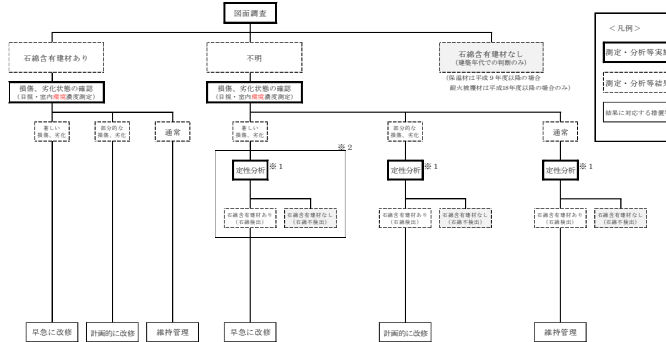 図面調査
石綿含有建材あり
不明
石綿含有建材なし
(建築年代での判断のみ)
(保温材は平成9年度以降の場合
耐火被覆材は平成18年度以降の場合のみ)
<凡例>
測定・分析等実施
測定・分析等結果
結果に対応する措置等
損傷、劣化状態の確認
(目視・室内環境濃度測定)
損傷、劣化状態の確認
(目視・室内環境濃度測定)
著しい
損傷、劣化
部分的な
損傷、劣化
通常
著しい
損傷、劣化
部分的な
損傷、劣化
通常
※2
定性分析
※1
定性分析
※1
定性分析
※1
石綿含有建材あり
(石綿検出)
石綿含有建材なし
(石綿不検出)
石綿含有建材あり
(石綿検出)
石綿含有建材なし
(石綿不検出)
石綿含有建材あり
(石綿検出)
石綿含有建材なし
(石綿不検出)
早急に改修
計画的に改修
維持管理
早急に改修
計画的に改修
維持管理